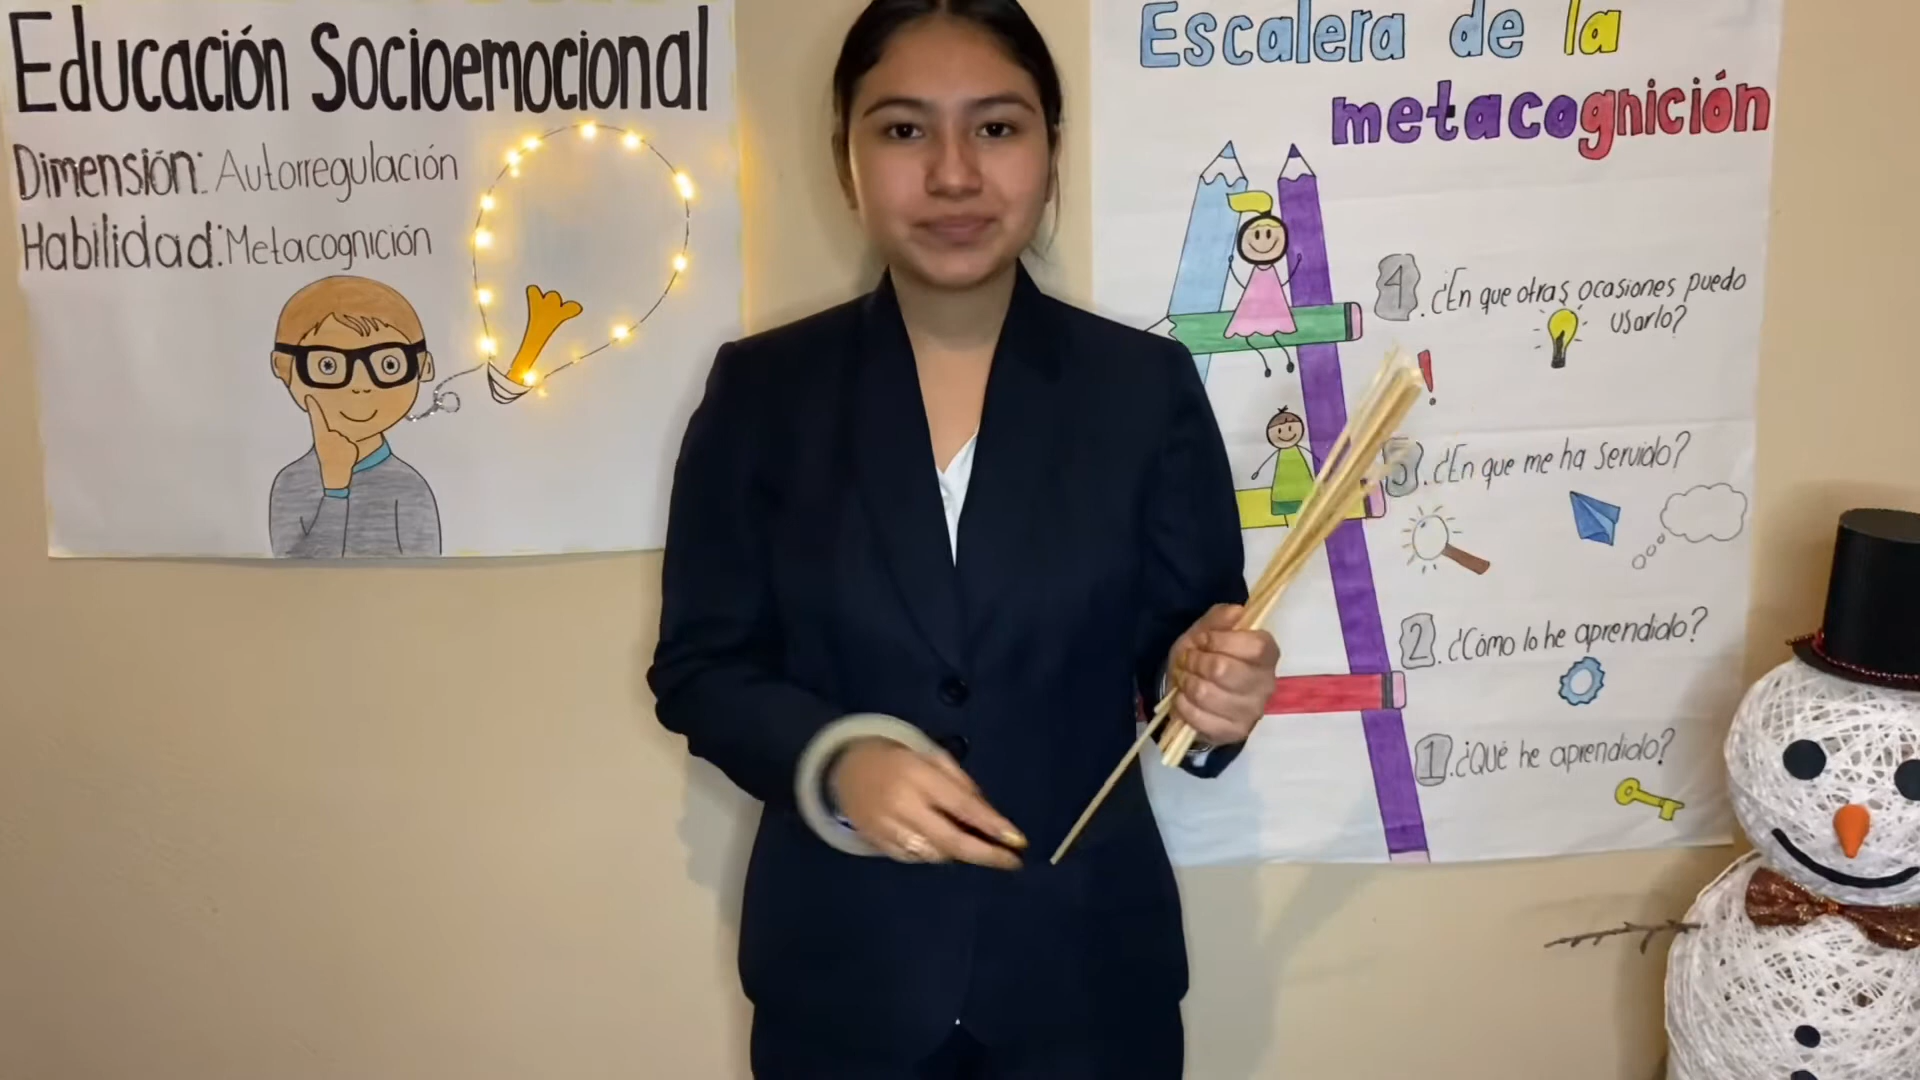 Educación Socioemocional
Dimensión: Autorregulación
Habilidad: Metacognición
Escalera de la
metacognición
4. ¿En que otras ocasiones puedo
usarlo?
3. ¿En que me ha servido?
2. ¿Cómo lo he aprendido?
1. ¿Qué he aprendido?